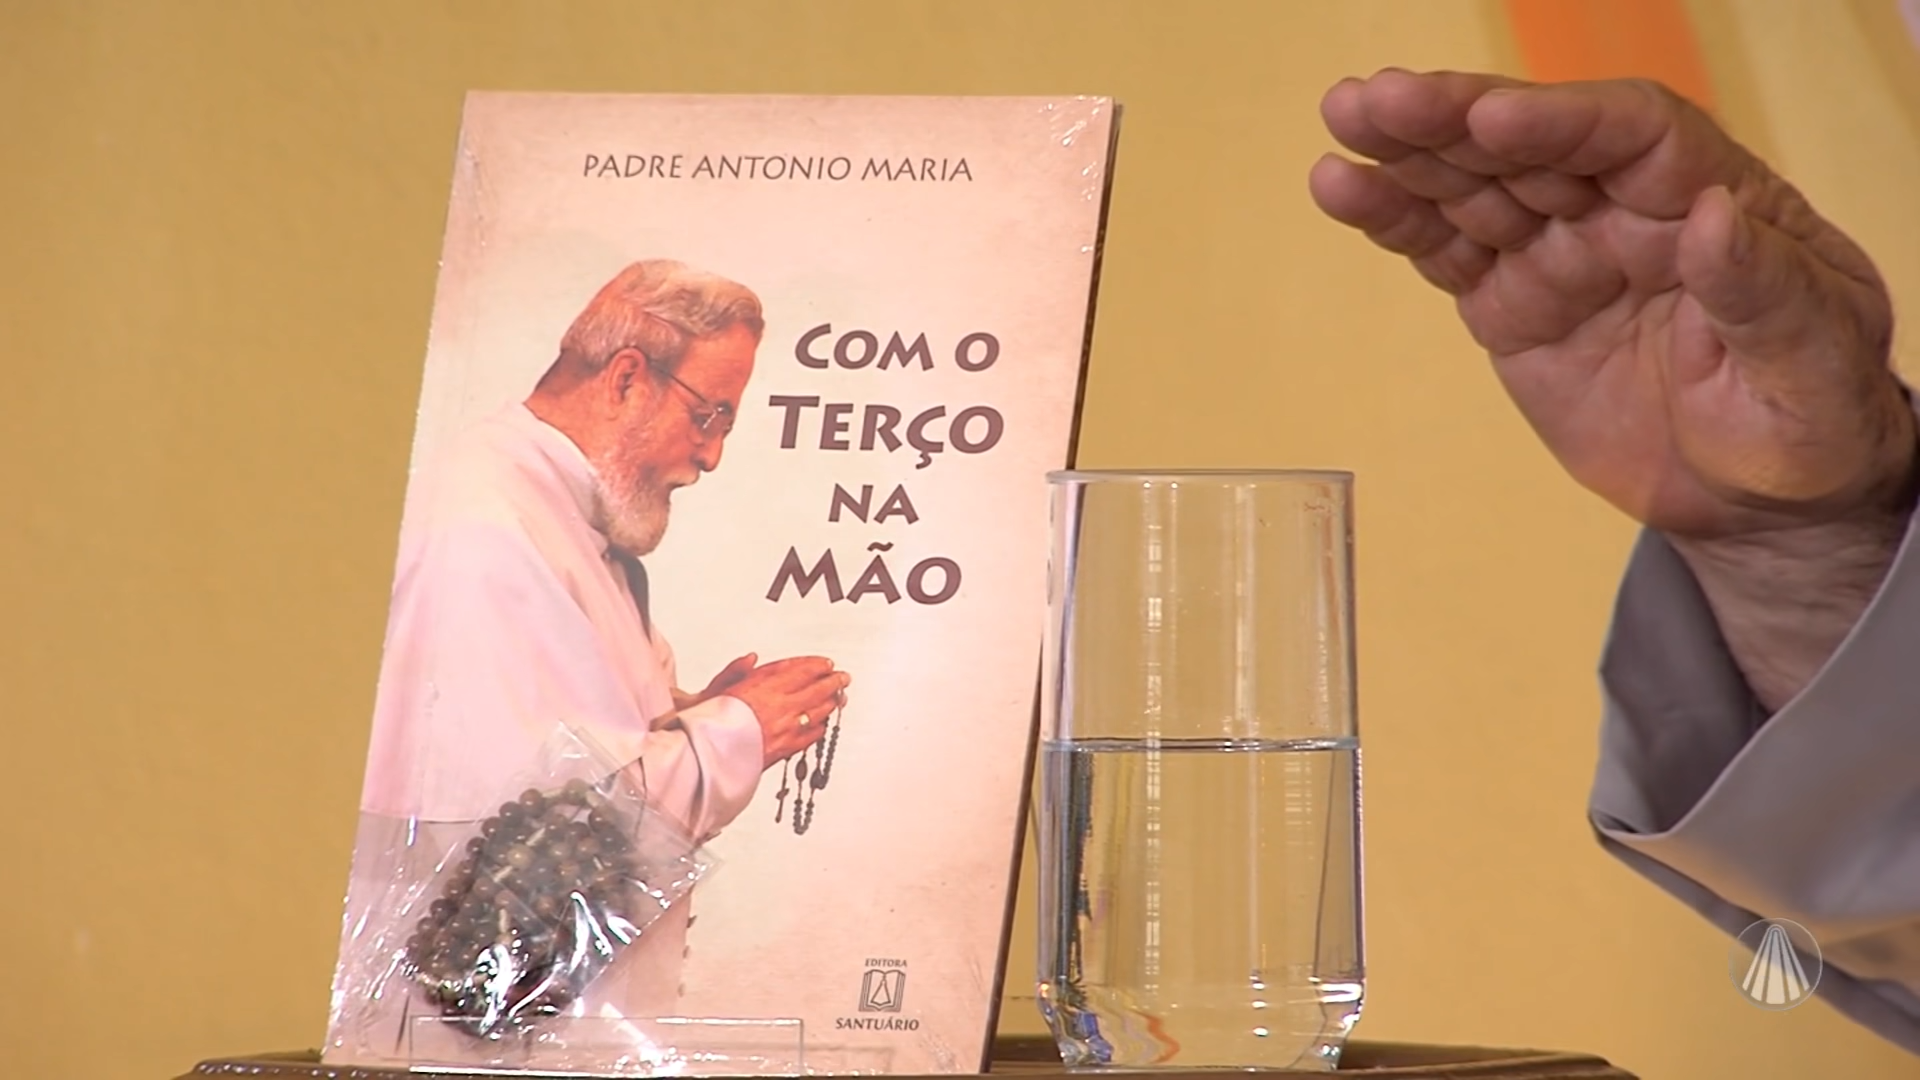 PADRE ANTONIO MARIA
COM O
TERÇO
NA
MÃO
EDITORA
SANTUÁRIO